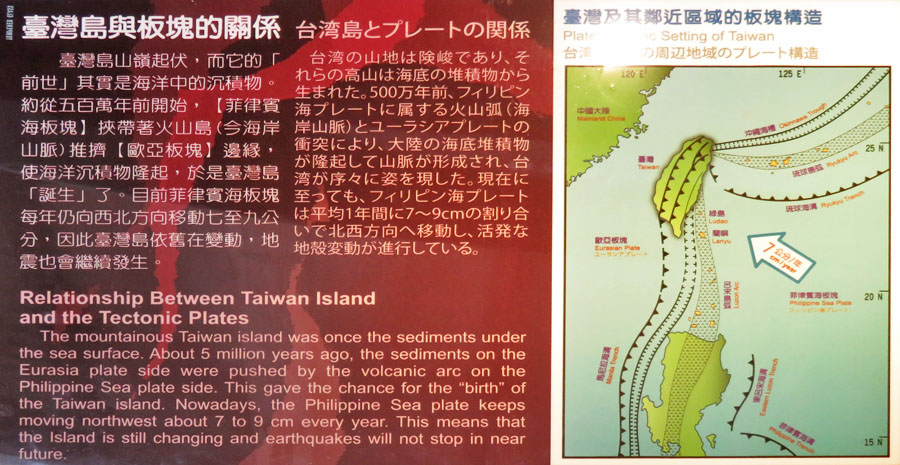 臺灣島與板塊的關係
臺灣島山嶺起伏，而它的「
前世」其實是海洋中的沉積物。
約從五百萬年前開始，【菲律賓
海板塊】挾帶著火山島（今海岸
山脈）推擠【歐亞板塊】邊緣，
使海洋沉積物隆起，於是臺灣島
「誕生」了。目前菲律賓海板塊
每年仍向西北方向移動七至九公
分，因此臺灣島依舊在變動，地
震也會繼續發生。
台湾島とプレートの関係
台湾の山地は険峻であり、そ
れらの高山は海底の堆積物から
生まれた。500万年前、フィリピン
海プレートに属する火山弧（海
岸山脈）とユーラシアプレートの
衝突により、大陸の海底堆積物
が隆起して山脈が形成され、台
湾が序々に姿を現した。現在に
至っても、フィリピン海プレート
は平均1年間に7～9cmの割り合
いで北西方向へ移動し、活発な
地殻変動が進行している。
Relationship Between Taiwan Island
and the Tectonic Plates
The mountainous Taiwan island was once the sediments under
the sea surface. About 5 million years ago, the sediments on the
Eurasia plate side were pushed by the volcanic arc on the
Philippine Sea plate side. This gave the chance for the “birth” of
the Taiwan island. Nowadays, the Philippine Sea plate keeps
moving northwest about 7 to 9 cm every year. This means that
the Island is still changing and earthquakes will not stop in near
future.
臺灣及其鄰近區域的板塊構造
Setting of Taiwan
の周辺地域のプレート構造
120 E
125 E
中國大陸
Mainland China
沖繩海槽 Okinnawa Trough
25 N
臺灣
Taiwan
琉球島弧 Ryukyu Arc
琉球海溝 Ryukyu Trench
綠島
Ludao
蘭嶼
Lanyu
歐亞板塊
Eurasian Plate
ユーラシアプレート
7 公分/年
cm/year
呂宋島弧 Luzon Arc
20 N
菲律賓海板塊
Philippine Sea Plate
フィリピン海プレート
馬尼拉海溝
Manila Trench
東呂宋海溝
Eastern Luzon Trench
菲律賓海溝
Philippine Trench
15 N